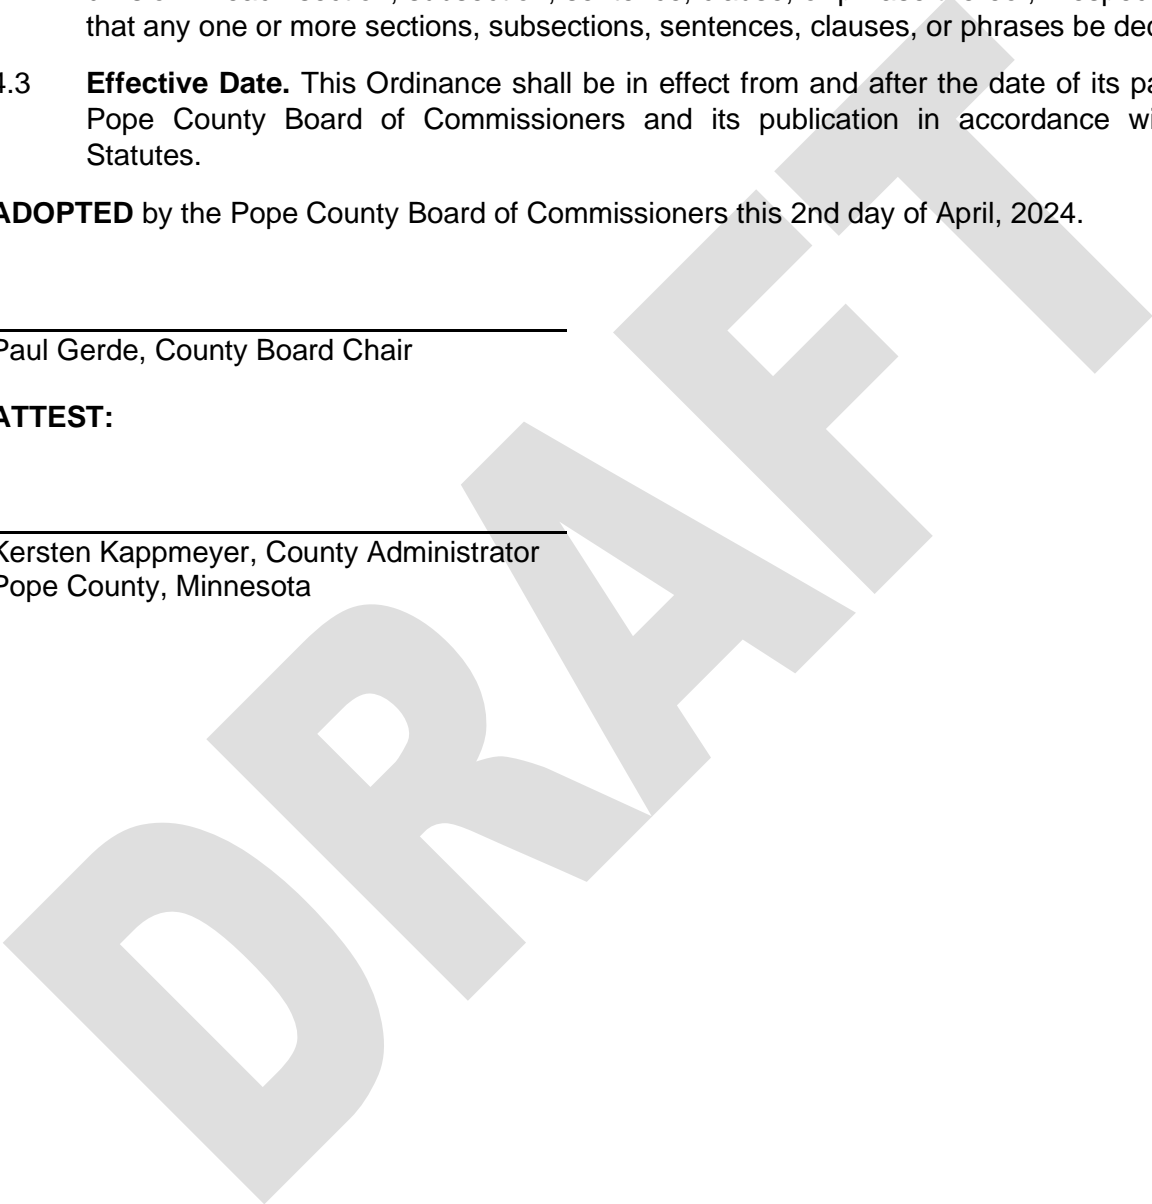 that any one or more sections, subsections, sentences, clauses, or phrases be
4.3 Effective Date. This Ordinance shall be in effect from and after the date of its
Pope County Board of Commissioners and its publication in accordance
Statutes.
ADOPTED by the Pope County Board of Commissioners this 2nd day of April, 2024.
Paul Gerde, County Board Chair
ATTEST:
Kersten Kappmeyer, County Administrator
Pope County, Minnesota
DRAFT